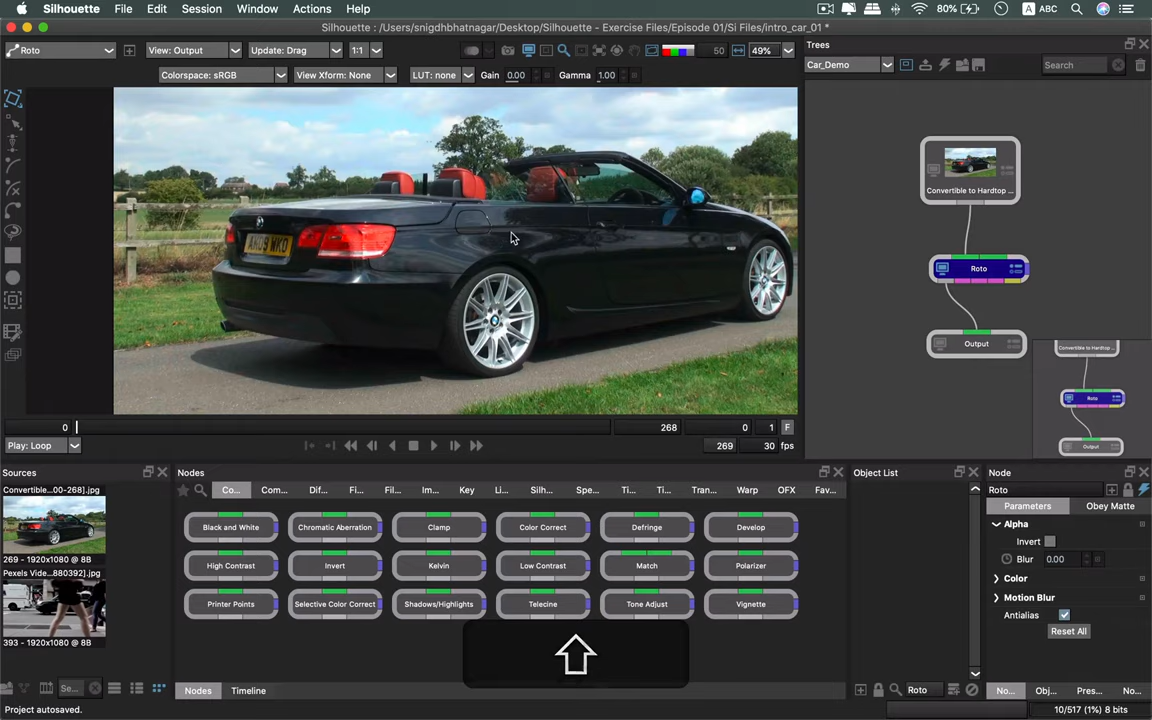 Silhouette File Edit Session Window Actions Help 80% A ABC
Silhouette : /Users/snigdhbhatnagar/Desktop/Silhouette - Exercise Files/Episode 01/Si Files/intro_car_01 *
Roto View: Output Update: Drag 1:1 50 49%
Colorspace: sRGB View Xform: None LUT: none Gain 0.00 Gamma 1.00
Trees
Car_Demo Search
Convertible to Hardtop ...
Roto
Output
Convertible to Hardtop ...
Roto
Output
0 268 0 1 F
Play: Loop 269 30 fps
Sources
Convertible...00-268].jpg
269 - 1920x1080 @ 8B
Pexels Vide...880392].jpg
393 - 1920x1080 @ 8B
Se...
Nodes
Co... Com... Dif... Fi... Fil... Im... Key Li... Silh... Spe... Ti... Ti... Tran... Warp OFX Fav...
Black and White Chromatic Aberration Clamp Color Correct Defringe Develop
High Contrast Invert Kelvin Low Contrast Match Polarizer
Printer Points Selective Color Correct Shadows/Highlights Telecine Tone Adjust Vignette
Nodes Timeline
Object List
Roto
Node
Roto
Parameters Obey Matte
Alpha
Invert
Blur 0.00
Color
Motion Blur
Antialias
Reset All
No... Obj... Pres... No...
Project autosaved. 10/517 (1%) 8 bits